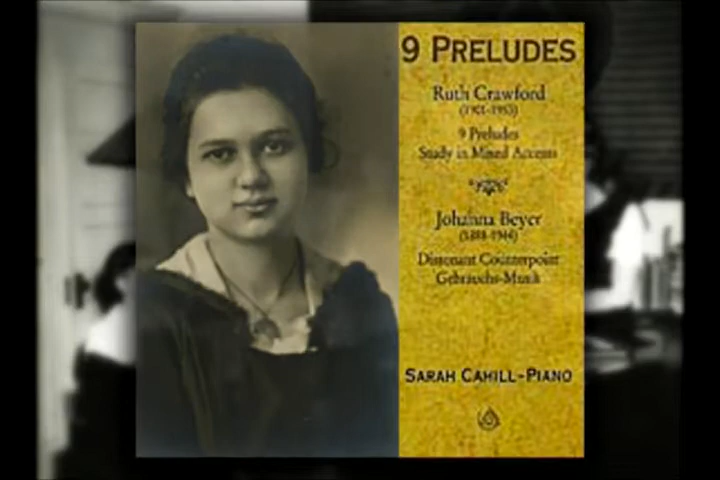 9 PRELUDES
Ruth Crawford
(1901-1953)
9 Preludes
Study in Mixed Accents
Johanna Beyer
(1888-1944)
Dissonant Counterpoint
Gebrauchs-Musik
SARAH CAHILL-PIANO